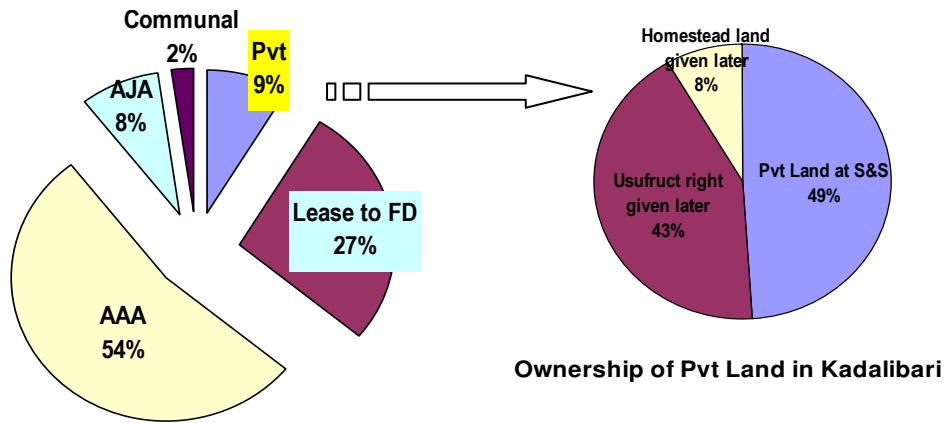 Communal
2%
Pvt
9%
AJA
8%
Lease to FD
27%
AAA
54%
Homestead land
given later
8%
Usufruct right
given later
43%
Pvt Land at S&S
49%
Ownership of Pvt Land in Kadalibari